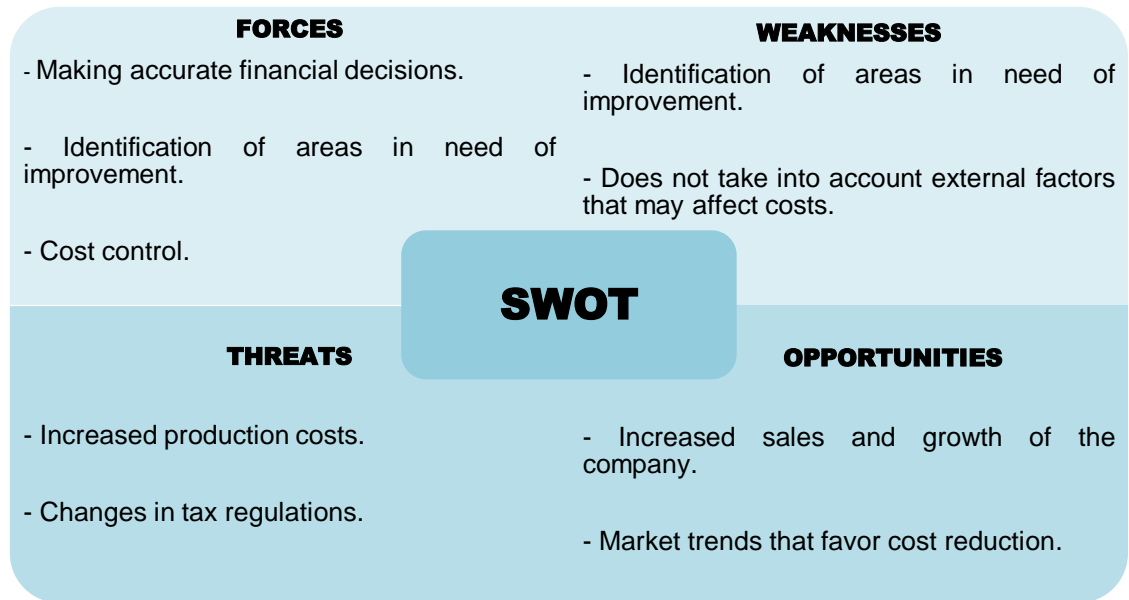 FORCES
- Making accurate financial decisions.
- Identification of areas in need of
improvement.
- Cost control.
WEAKNESSES
- Identification of areas in need of
improvement.
- Does not take into account external factors
that may affect costs.
SWOT
THREATS
- Increased production costs.
- Changes in tax regulations.
OPPORTUNITIES
- Increased sales and growth of the
company.
- Market trends that favor cost reduction.